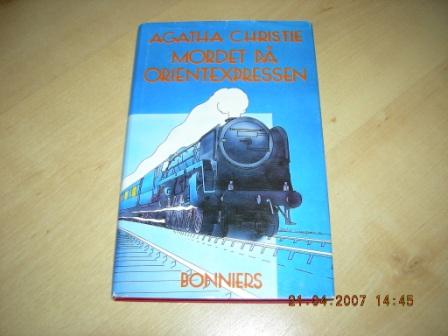 AGATHA CHRISTIE
MORDET PÅ
ORIENTEXPRESSEN
BONNIERS
21.04.2007 14:45